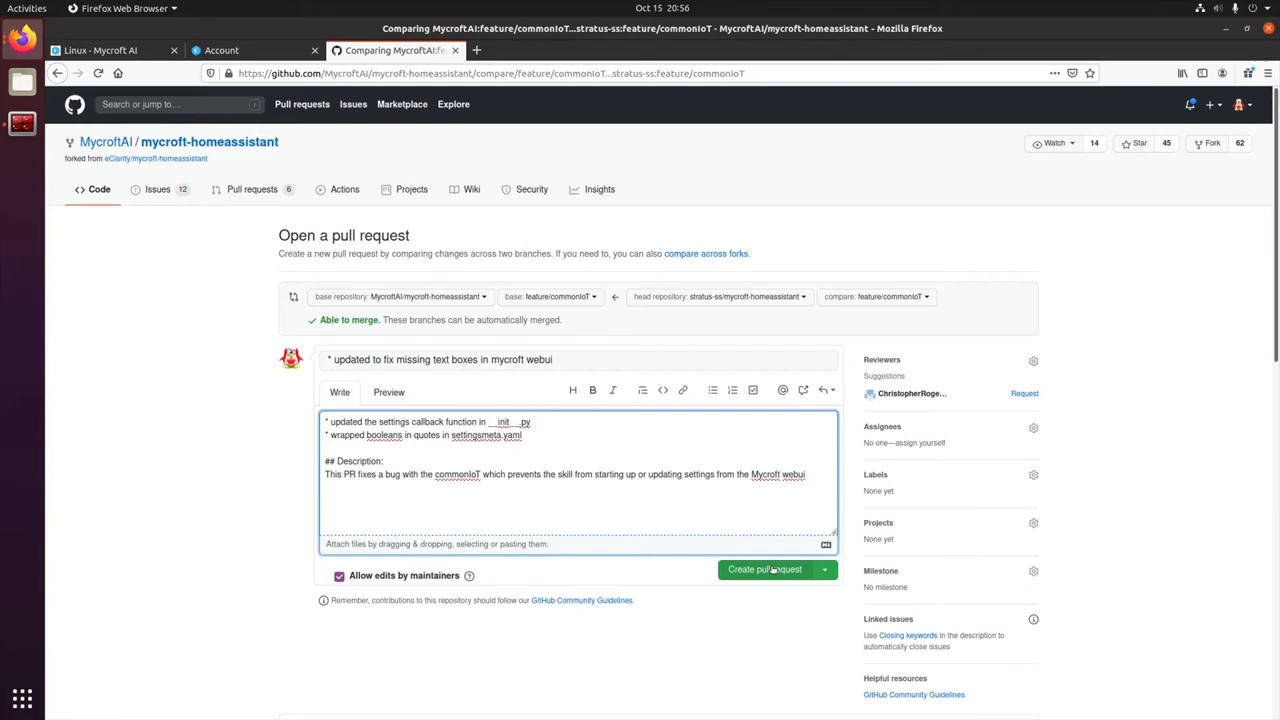 Activities
Firefox Web Browser
Oct 15 20:56
Comparing MycroftAI:feature/commonIoT...stratus-ss:feature/commonIoT · MycroftAI/mycroft-homeassistant - Mozilla Firefox
Linux - Mycroft AI
Account
Comparing MycroftAI:fea
https://github.com/MycroftAI/mycroft-homeassistant/compare/feature/commonIoT...stratus-ss:feature/commonIoT
Search or jump to…
/
Pull requests
Issues
Marketplace
Explore
MycroftAI / mycroft-homeassistant
forked from eClarity/mycroft-homeassistant
Watch 14
Star 45
Fork 62
Code
Issues 12
Pull requests 6
Actions
Projects
Wiki
Security
Insights
Open a pull request
Create a new pull request by comparing changes across two branches. If you need to, you can also compare across forks.
base repository: MycroftAI/mycroft-homeassistant
base: feature/commonIoT
head repository: stratus-ss/mycroft-homeassistant
compare: feature/commonIoT
Able to merge. These branches can be automatically merged.
* updated to fix missing text boxes in mycroft webui
Write
Preview
* updated the settings callback function in __init__.py
* wrapped booleans in quotes in settingsmeta.yaml
## Description:
This PR fixes a bug with the commonIoT which prevents the skill from starting up or updating settings from the Mycroft webui
Attach files by dragging & dropping, selecting or pasting them.
Allow edits by maintainers
Create pull request
Remember, contributions to this repository should follow our GitHub Community Guidelines.
Reviewers
Suggestions
ChristopherRoge…
Request
Assignees
No one—assign yourself
Labels
None yet
Projects
None yet
Milestone
No milestone
Linked issues
Use Closing keywords in the description to
automatically close issues
Helpful resources
GitHub Community Guidelines